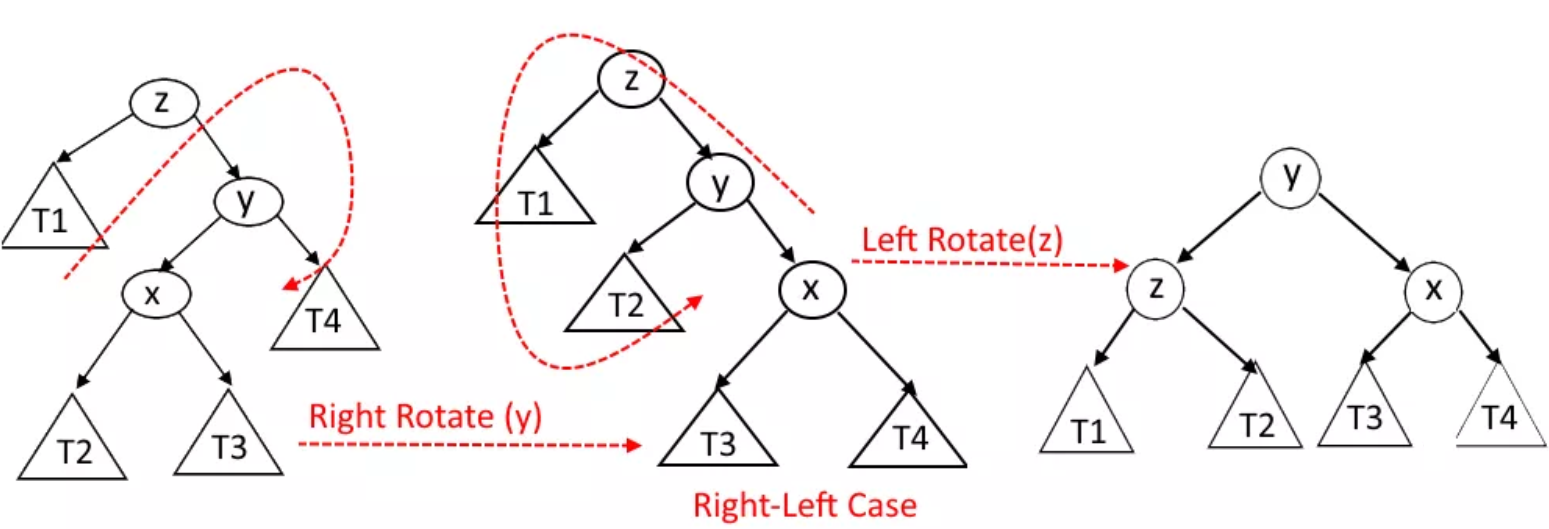 z
y
T1
x
T4
T2
T3
Right Rotate (y)
z
T1
y
T2
x
T3
T4
Right-Left Case
Left Rotate(z)
y
z
x
T1
T2
T3
T4